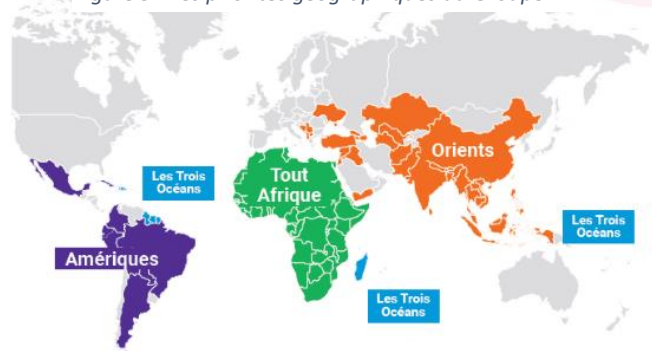 Les Trois
Océans
Tout
Afrique
Orients
Les Trois
Océans
Amériques
Les Trois
Océans